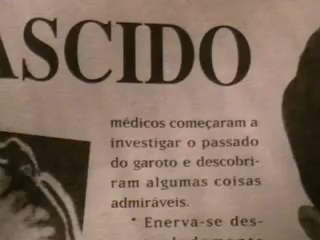 ASCIDO
médicos começaram a
investigar o passado
do garoto e descobri-
ram algumas coisas
admiráveis.
* Enerva-se des-